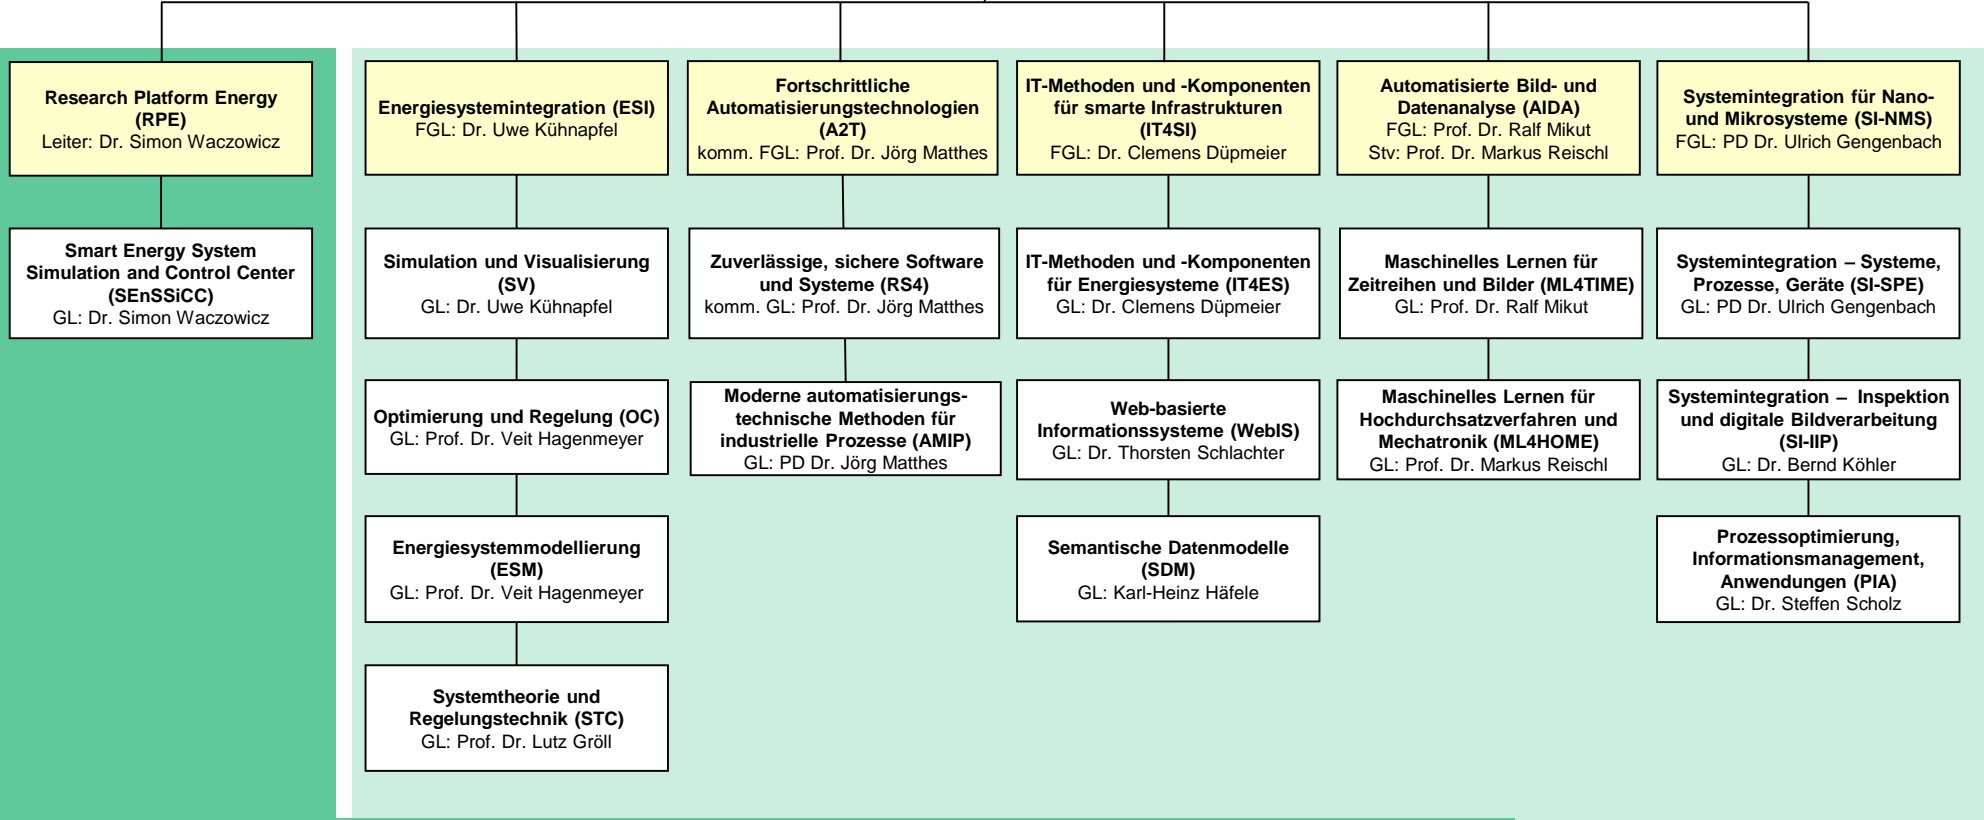 Research Platform Energy
(RPE)
Leiter: Dr. Simon Waczowicz
Smart Energy System
Simulation and Control Center
(SEnSSiCC)
GL: Dr. Simon Waczowicz
Energiesystemintegration (ESI)
FGL: Dr. Uwe Kühnapfel
Simulation und Visualisierung
(SV)
GL: Dr. Uwe Kühnapfel
Optimierung und Regelung (OC)
GL: Prof. Dr. Veit Hagenmeyer
Energiesystemmodellierung
(ESM)
GL: Prof. Dr. Veit Hagenmeyer
Systemtheorie und
Regelungstechnik (STC)
GL: Prof. Dr. Lutz Gröll
Fortschrittliche
Automatisierungstechnologien
(A2T)
komm. FGL: Prof. Dr. Jörg Matthes
Zuverlässige, sichere Software
und Systeme (RS4)
komm. GL: Prof. Dr. Jörg Matthes
Moderne automatisierungs-
technische Methoden für
industrielle Prozesse (AMIP)
GL: PD Dr. Jörg Matthes
IT-Methoden und -Komponenten
für smarte Infrastrukturen
(IT4SI)
FGL: Dr. Clemens Düpmeier
IT-Methoden und -Komponenten
für Energiesysteme (IT4ES)
GL: Dr. Clemens Düpmeier
Web-basierte
Informationssysteme (WebIS)
GL: Dr. Thorsten Schlachter
Semantische Datenmodelle
(SDM)
GL: Karl-Heinz Häfele
Automatisierte Bild- und
Datenanalyse (AIDA)
FGL: Prof. Dr. Ralf Mikut
Stv: Prof. Dr. Markus Reischl
Maschinelles Lernen für
Zeitreihen und Bilder (ML4TIME)
GL: Prof. Dr. Ralf Mikut
Maschinelles Lernen für
Hochdurchsatzverfahren und
Mechatronik (ML4HOME)
GL: Prof. Dr. Markus Reischl
Systemintegration für Nano-
und Mikrosysteme (SI-NMS)
FGL: PD Dr. Ulrich Gengenbach
Systemintegration – Systeme,
Prozesse, Geräte (SI-SPE)
GL: PD Dr. Ulrich Gengenbach
Systemintegration – Inspektion
und digitale Bildverarbeitung
(SI-IIP)
GL: Dr. Bernd Köhler
Prozessoptimierung,
Informationsmanagement,
Anwendungen (PIA)
GL: Dr. Steffen Scholz